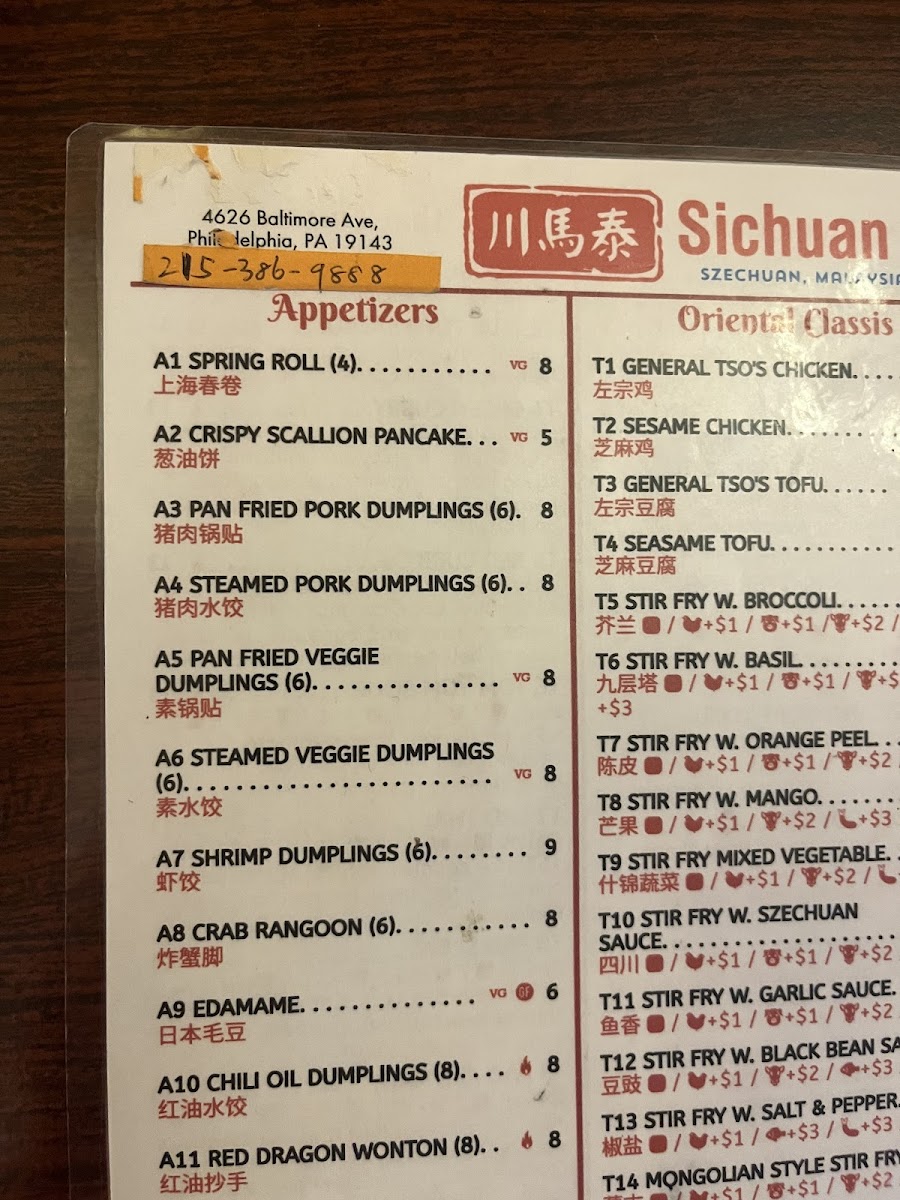 4626 Baltimore Ave,
Philadelphia, PA 19143
215-386-9888
川馬泰
Sichuan
SZECHUAN, MALAYSIA
Appetizers
A1 SPRING ROLL (4)........... VG 8
上海春卷
A2 CRISPY SCALLION PANCAKE... VG 5
葱油饼
A3 PAN FRIED PORK DUMPLINGS (6). 8
猪肉锅贴
A4 STEAMED PORK DUMPLINGS (6).. 8
猪肉水饺
A5 PAN FRIED VEGGIE
DUMPLINGS (6)............... VG 8
素锅贴
A6 STEAMED VEGGIE DUMPLINGS
(6)......................... VG 8
素水饺
A7 SHRIMP DUMPLINGS (6)........ 9
虾饺
A8 CRAB RANGOON (6)........... 8
炸蟹脚
A9 EDAMAME.............. VG GF 6
日本毛豆
A10 CHILI OIL DUMPLINGS (8).... 8
红油水饺
A11 RED DRAGON WONTON (8).. 8
红油抄手
Oriental Classis
T1 GENERAL TSO'S CHICKEN....
左宗鸡
T2 SESAME CHICKEN.........
芝麻鸡
T3 GENERAL TSO'S TOFU......
左宗豆腐
T4 SEASAME TOFU..........
芝麻豆腐
T5 STIR FRY W. BROCCOLI.....
芥兰 / +$1 / +$1 / +$2 /
T6 STIR FRY W. BASIL........
九层塔 / +$1 / +$1 / +$
+$3
T7 STIR FRY W. ORANGE PEEL...
陈皮 / +$1 / +$1 / +$2 /
T8 STIR FRY W. MANGO.......
芒果 / +$1 / +$2 / +$3
T9 STIR FRY MIXED VEGETABLE..
什锦蔬菜 / +$1 / +$2 /
T10 STIR FRY W. SZECHUAN
SAUCE....................
四川 / +$1 / +$1 / +$2
T11 STIR FRY W. GARLIC SAUCE.
鱼香 / +$1 / +$1 / +$2
T12 STIR FRY W. BLACK BEAN SA
豆豉 / +$1 / +$2 / +$3
T13 STIR FRY W. SALT & PEPPER.
椒盐 / +$1 / +$3 / +$3
T14 MONGOLIAN STYLE STIR FRY